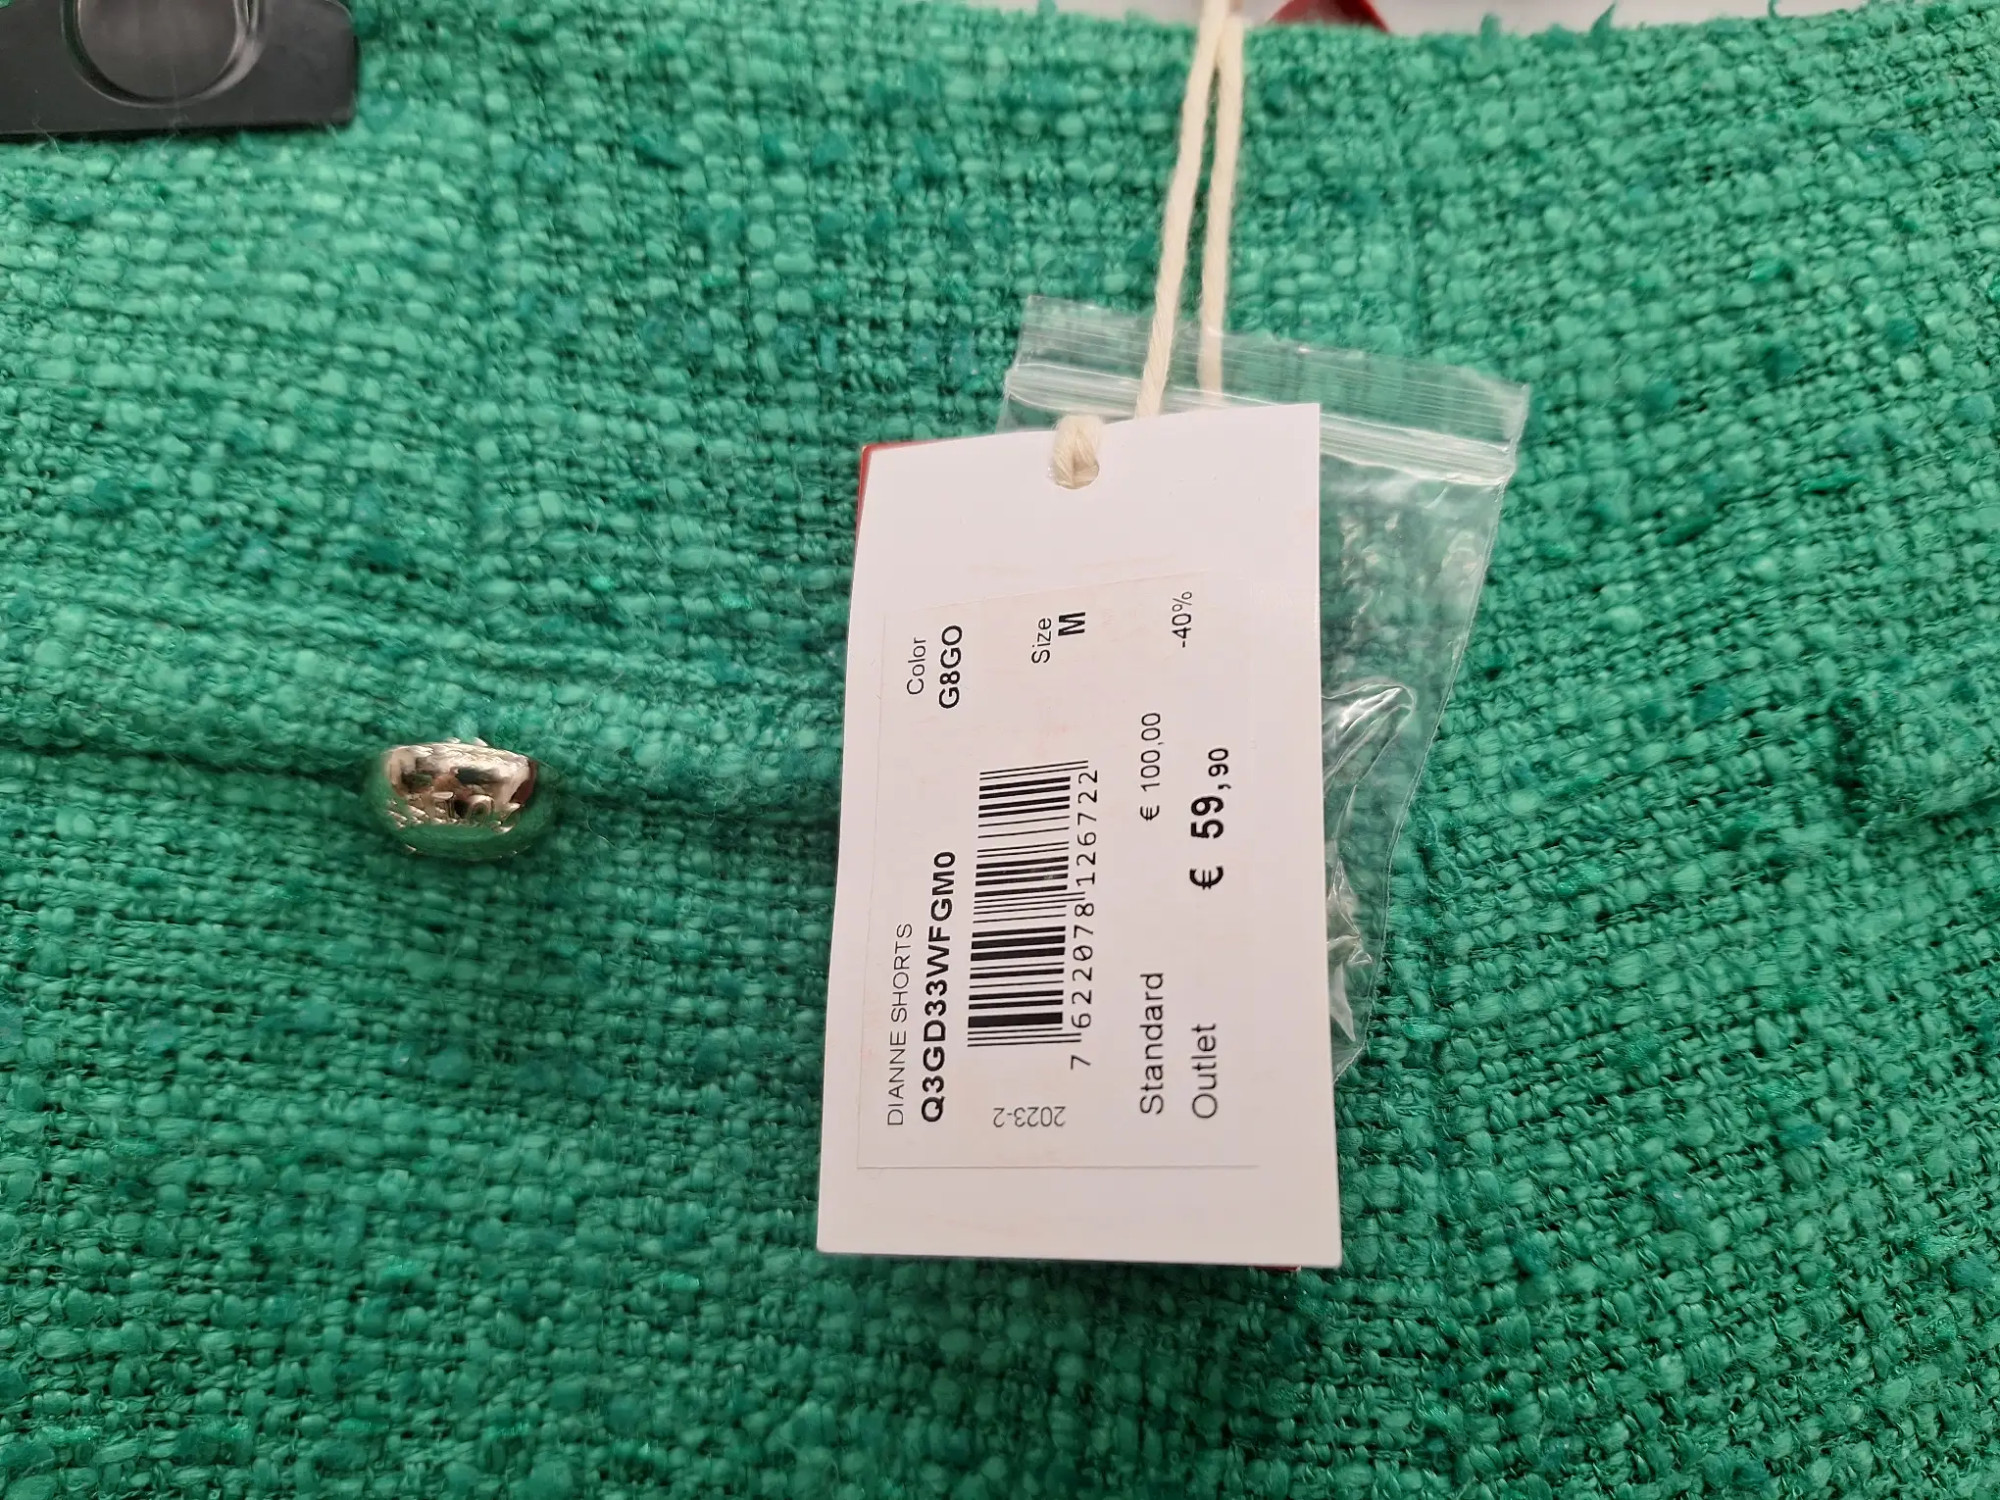 DIANNE SHORTS
Color
Q3GD33WFGM0
G8GO
2023-2
7 622078 126722
Size
M
Standard
€ 100,00
-40%
Outlet
€ 59,90